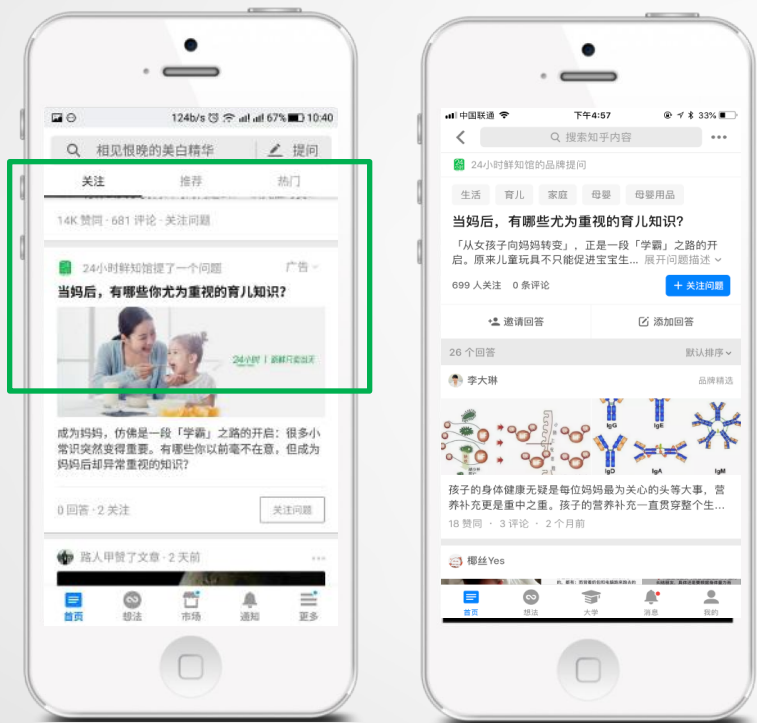 124b/s 67% 10:40
相见恨晚的美白精华 提问
关注 推荐 热门
14K 赞同 · 681 评论 · 关注问题
24小时鲜知馆提了一个问题 广告
当妈后，有哪些你尤为重视的育儿知识？
24小时 新鲜只卖当天
成为妈妈，仿佛是一段「学霸」之路的开启：很多小
常识突然变得重要。有哪些你以前毫不在意，但成为
妈妈后却异常重视的知识？
0 回答 · 2 关注 关注问题
路人甲赞了文章 · 2 天前
首页 想法 市场 通知 更多
中国联通 下午4:57 33%
搜索知乎内容
24小时鲜知馆的品牌提问
生活 育儿 家庭 母婴 母婴用品
当妈后，有哪些尤为重视的育儿知识？
「从女孩子向妈妈转变」，正是一段「学霸」之路的开
启。原来儿童玩具不只能促进宝宝生... 展开问题描述
699 人关注 0 条评论 + 关注问题
邀请回答 添加回答
26 个回答 默认排序
李大琳 品牌精选
IgG IgE
IgD IgA IgM
孩子的身体健康无疑是每位妈妈最为关心的头等大事，营
养补充更是重中之重。孩子的营养补充一直贯穿整个生...
18 赞同 · 3 评论 · 2 个月前
椰丝Yes
首页 想法 大学 消息 我的